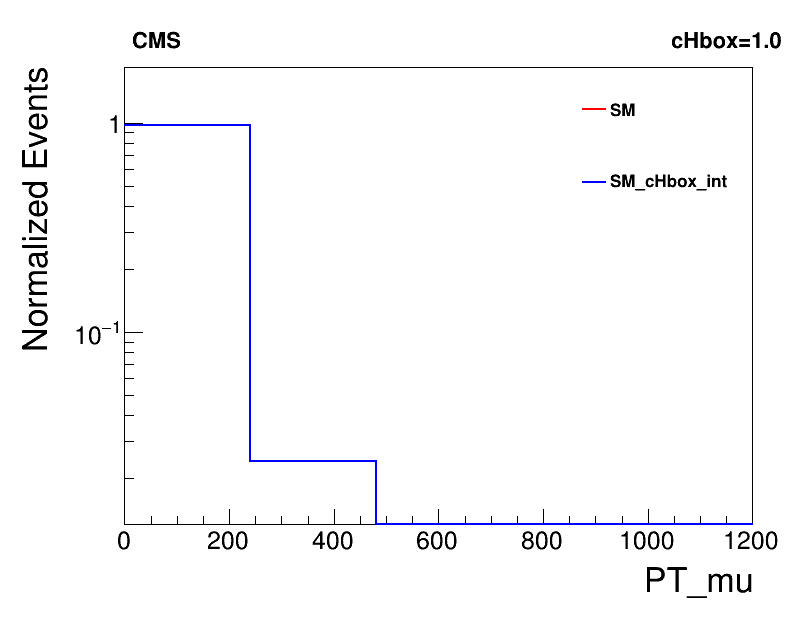 CMS
cHbox=1.0
Normalized Events
1
10⁻¹
SM
SM_cHbox_int
0 200 400 600 800 1000 1200
PT_mu